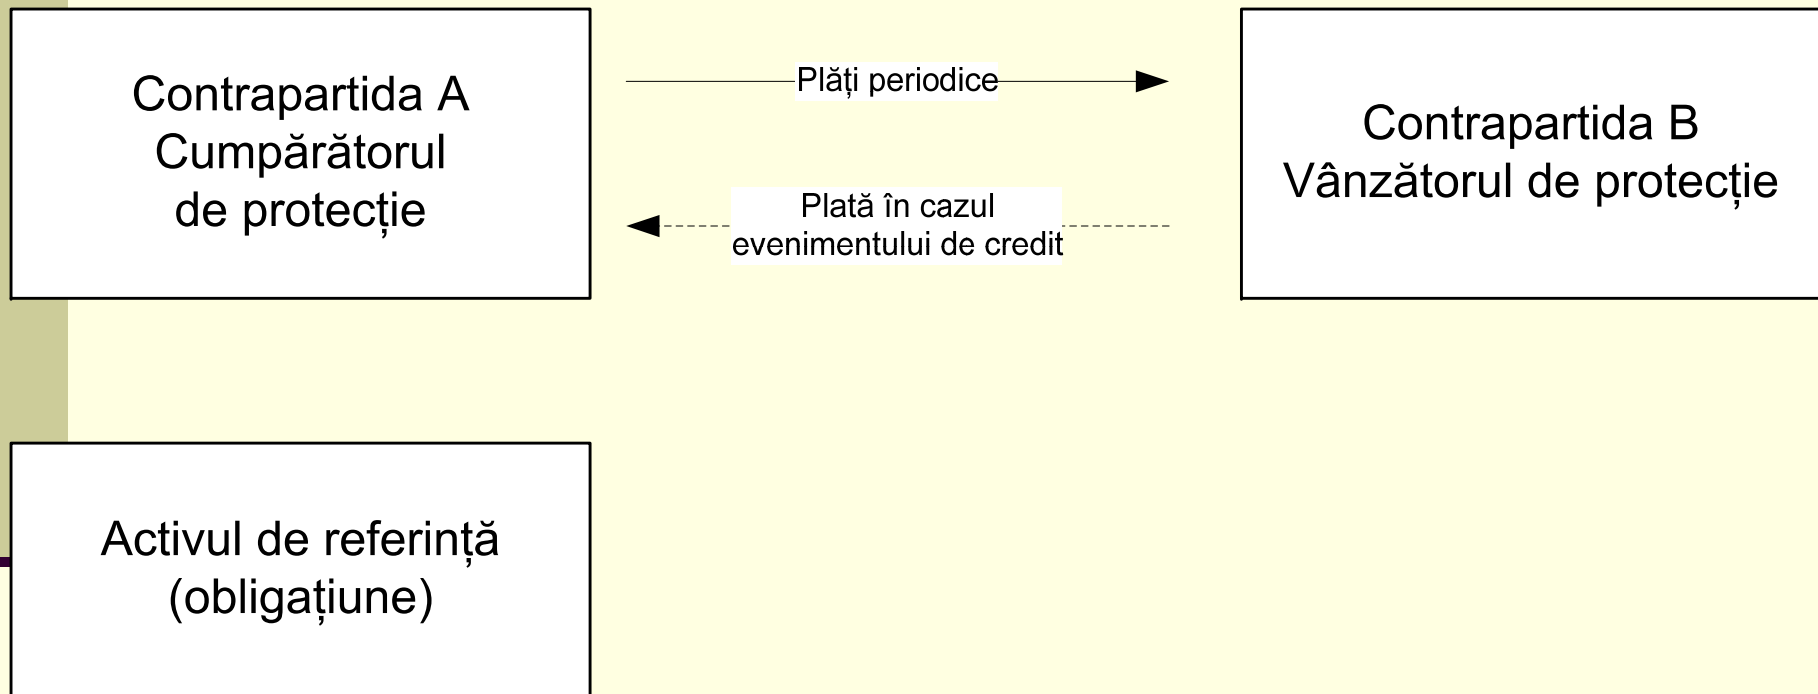 Contrapartida A
Cumpărătorul
de protecție
Plăți periodice
Plată în cazul
evenimentului de credit
Contrapartida B
Vânzătorul de protecție
Activul de referință
(obligațiune)